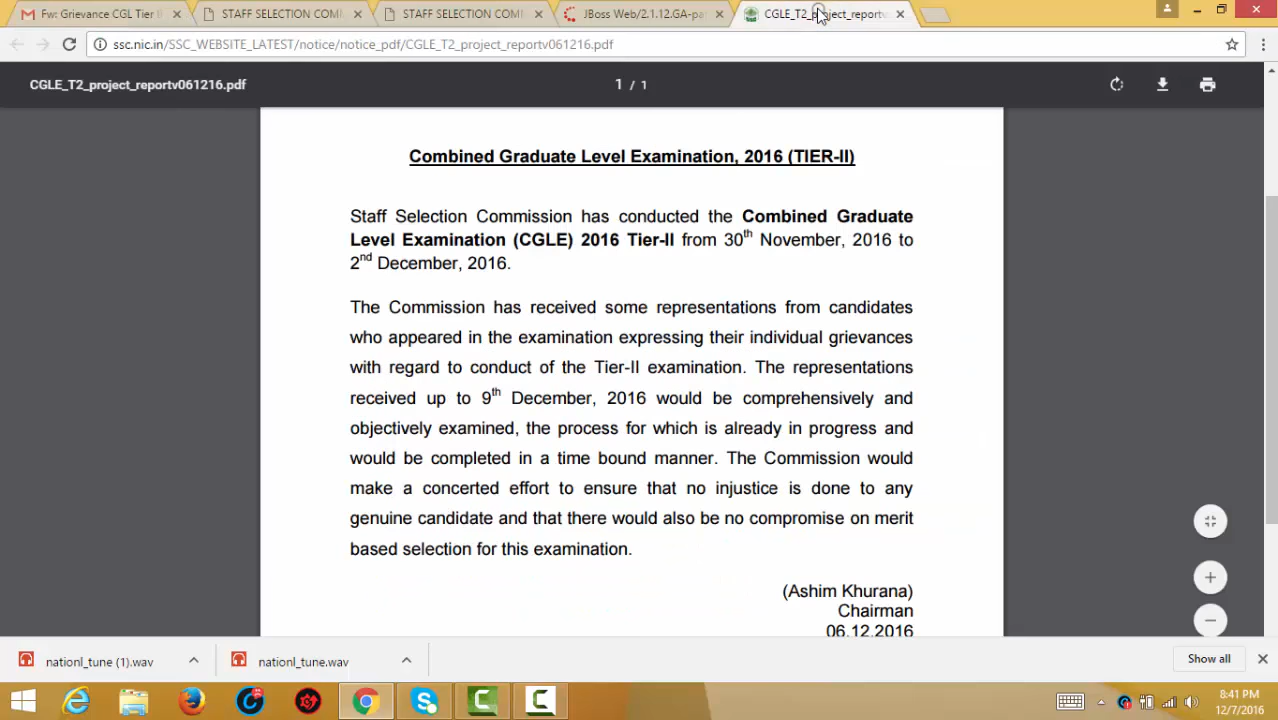 Fw: Grievance CGL Tier I
STAFF SELECTION COM
STAFF SELECTION COM
JBoss Web/2.1.12.GA-pa
CGLE_T2_project_reportv
ssc.nic.in/SSC_WEBSITE_LATEST/notice/notice_pdf/CGLE_T2_project_reportv061216.pdf
CGLE_T2_project_reportv061216.pdf
1 / 1
Combined Graduate Level Examination, 2016 (TIER-II)
Staff Selection Commission has conducted the Combined Graduate
Level Examination (CGLE) 2016 Tier-II from 30th November, 2016 to
2nd December, 2016.
The Commission has received some representations from candidates
who appeared in the examination expressing their individual grievances
with regard to conduct of the Tier-II examination. The representations
received up to 9th December, 2016 would be comprehensively and
objectively examined, the process for which is already in progress and
would be completed in a time bound manner. The Commission would
make a concerted effort to ensure that no injustice is done to any
genuine candidate and that there would also be no compromise on merit
based selection for this examination.
(Ashim Khurana)
Chairman
06.12.2016
nationl_tune (1).wav
nationl_tune.wav
Show all
8:41 PM
12/7/2016